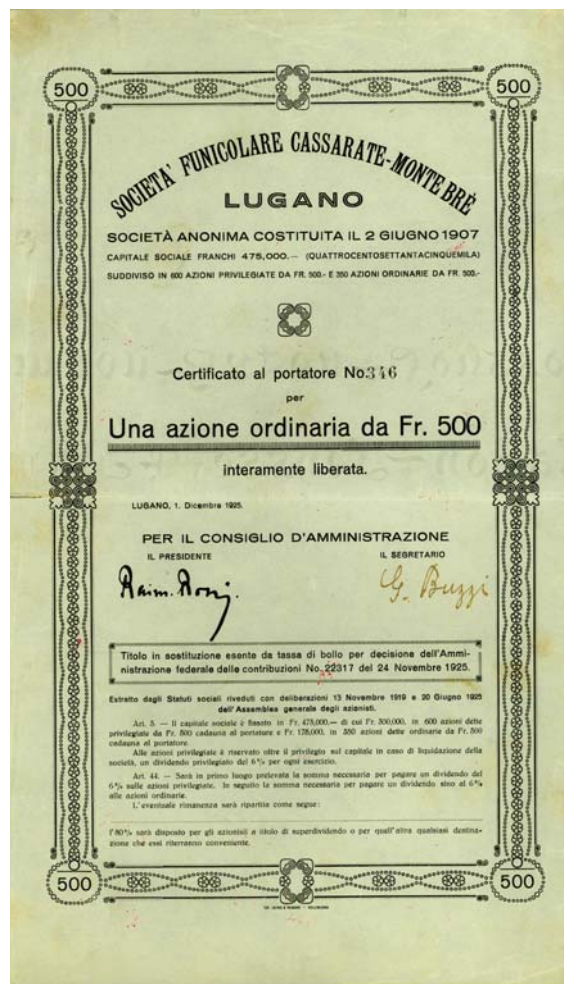 500 500
SOCIETA' FUNICOLARE CASSARATE-MONTE BRÈ
LUGANO
SOCIETÀ ANONIMA COSTITUITA IL 2 GIUGNO 1907
CAPITALE SOCIALE FRANCHI 475,000.— (QUATTROCENTOSETTANTACINQUEMILA)
SUDDIVISO IN 600 AZIONI PRIVILEGIATE DA FR. 500.- E 350 AZIONI ORDINARIE DA FR. 500.-
Certificato al portatore No. 346
per
Una azione ordinaria da Fr. 500
interamente liberata.
LUGANO, 1. Dicembre 1925.
PER IL CONSIGLIO D'AMMINISTRAZIONE
IL PRESIDENTE IL SEGRETARIO
Raim. Rossi. G. Buzzi
Titolo in sostituzione esente da tassa di bollo per decisione dell'Ammi-
nistrazione federale delle contribuzioni No. 22317 del 24 Novembre 1925.
Estratto dagli Statuti sociali riveduti con deliberazioni 13 Novembre 1919 e 20 Giugno 1925
dell'Assemblea generale degli azionisti.
Art. 5. — Il capitale sociale è fissato in Fr. 475,000.— di cui Fr. 300,000, in 600 azioni dette
privilegiate da Fr. 500 cadauna al portatore e Fr. 175,000, in 350 azioni dette ordinarie da Fr. 500
cadauna al portatore.
Alle azioni privilegiate è riservato oltre il privilegio sul capitale in caso di liquidazione della
società, un dividendo privilegiato del 6% per ogni esercizio.
Art. 44. — Sarà in primo luogo prelevata la somma necessaria per pagare un dividendo del
6% sulle azioni privilegiate. In seguito la somma necessaria per pagare un dividendo sino al 6%
alle azioni ordinarie.
L'eventuale rimanenza sarà ripartita come segue:
l'80% sarà disposto per gli azionisti a titolo di superdividendo o per quall'altra qualsiasi destina-
zione che essi riterranno conveniente.
500 500